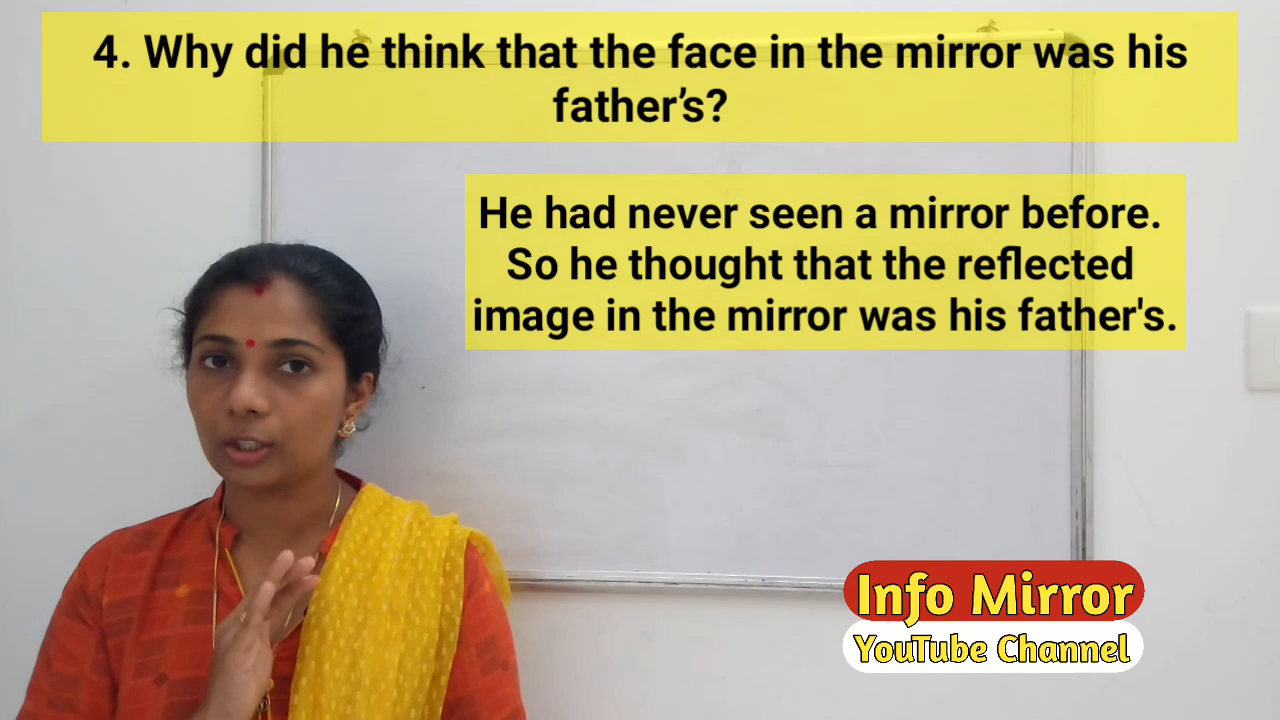 4. Why did he think that the face in the mirror was his
father’s?
He had never seen a mirror before.
So he thought that the reflected
image in the mirror was his father's.
Info Mirror
YouTube Channel